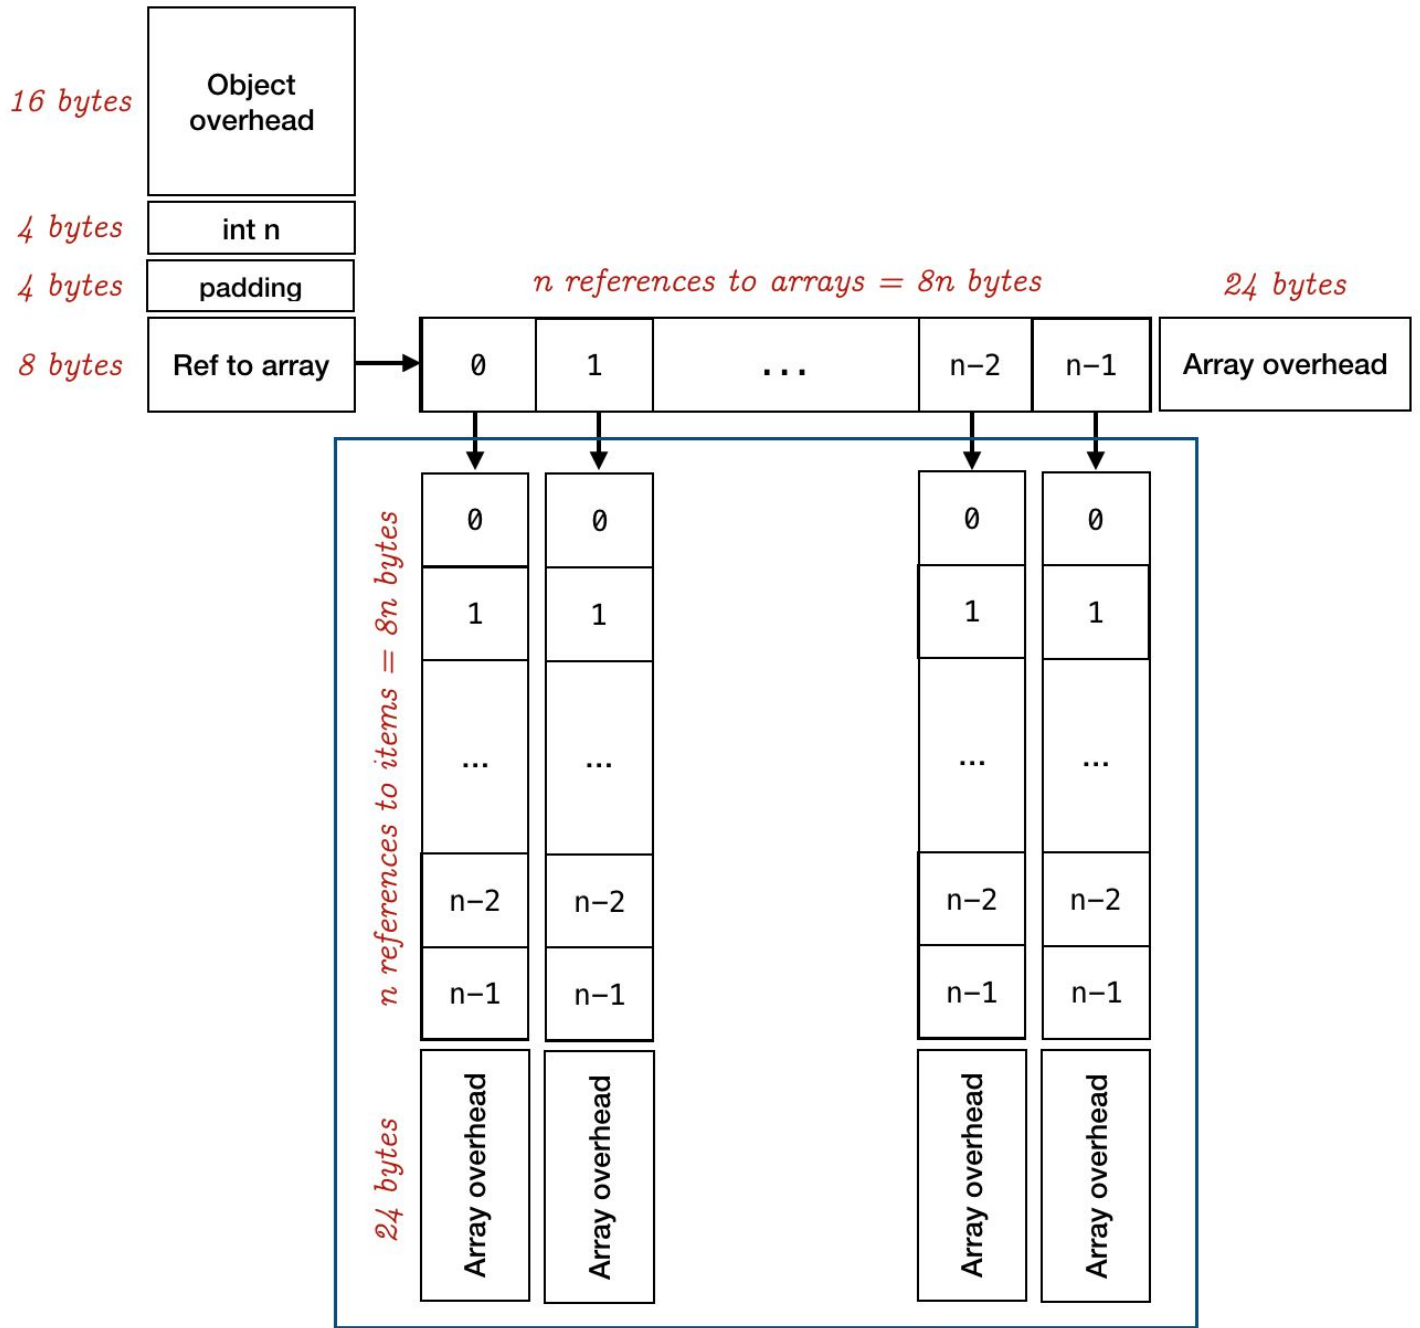 16 bytes
Object
overhead
4 bytes
int n
4 bytes
padding
n references to arrays = 8n bytes
24 bytes
8 bytes
Ref to array
0
1
...
n-2
n-1
Array overhead
n references to items = 8n bytes
0
0
0
0
1
1
1
1
...
...
...
...
n-2
n-2
n-2
n-2
n-1
n-1
n-1
n-1
24 bytes
Array overhead
Array overhead
Array overhead
Array overhead